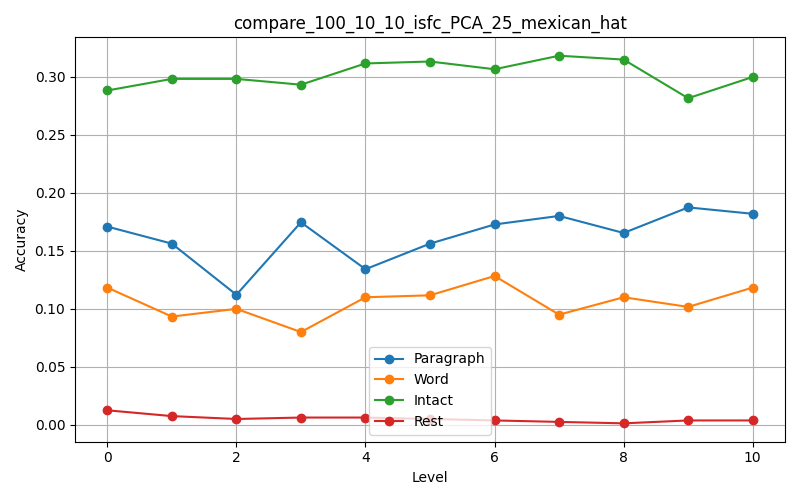 compare_100_10_10_isfc_PCA_25_mexican_hat
Accuracy
0.30
0.25
0.20
0.15
0.10
0.05
0.00
Paragraph
Word
Intact
Rest
0 2 4 6 8 10
Level